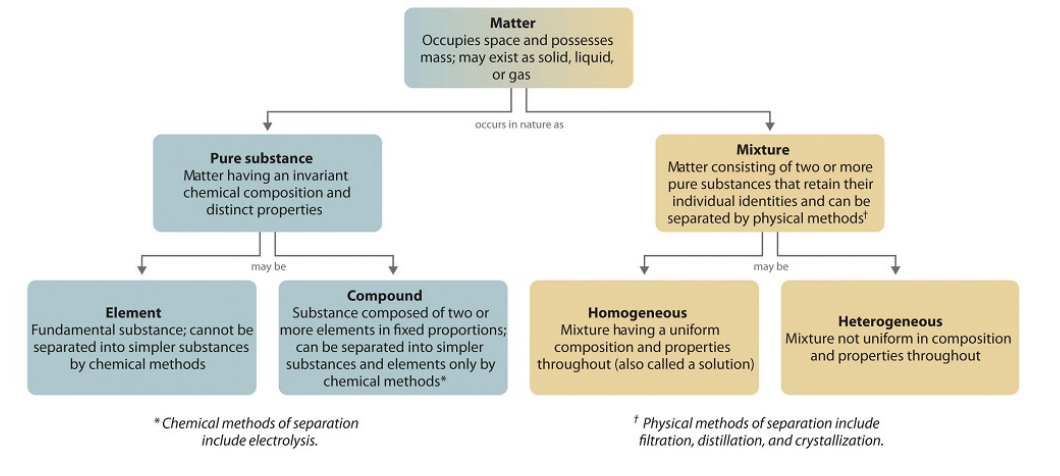 Matter
Occupies space and possesses
mass; may exist as solid, liquid,
or gas
occurs in nature as
Pure substance
Matter having an invariant
chemical composition and
distinct properties
Mixture
Matter consisting of two or more
pure substances that retain their
individual identities and can be
separated by physical methods†
may be
may be
Element
Fundamental substance; cannot be
separated into simpler substances
by chemical methods
Compound
Substance composed of two or
more elements in fixed proportions;
can be separated into simpler
substances and elements only by
chemical methods*
Homogeneous
Mixture having a uniform
composition and properties
throughout (also called a solution)
Heterogeneous
Mixture not uniform in composition
and properties throughout
* Chemical methods of separation
include electrolysis.
† Physical methods of separation include
filtration, distillation, and crystallization.